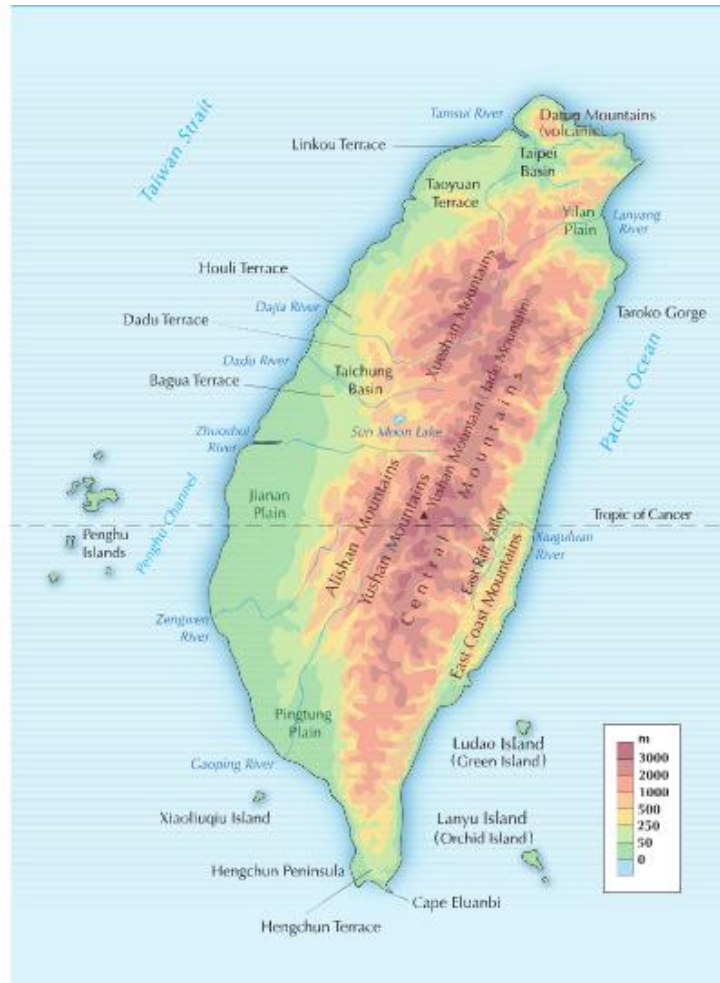 Taiwan Strait
Tamsui River
Datun Mountains
(volcanic)
Linkou Terrace
Taipei
Basin
Taoyuan
Terrace
Yilan
Plain
Lanyang
River
Houli Terrace
Dajia River
Xueshan Mountains
Taroko Gorge
Dadu Terrace
Dadu River
Taichung
Basin
Bagua Terrace
Pacific Ocean
Yushan Mountain (Jade Mountain)
Zhuoshui
River
Sun Moon Lake
Central Mountains
Jianan
Plain
Alishan Mountains
Yushan Mountains
Penghu
Islands
Penghu Channel
Tropic of Cancer
East Rift Valley
Xiuguluan
River
East Coast Mountains
Zengwen
River
Pingtung
Plain
Gaoping River
Ludao Island
(Green Island)
Xiaoliuqiu Island
Lanyu Island
(Orchid Island)
m
3000
2000
1000
500
250
50
0
Hengchun Peninsula
Cape Eluanbi
Hengchun Terrace